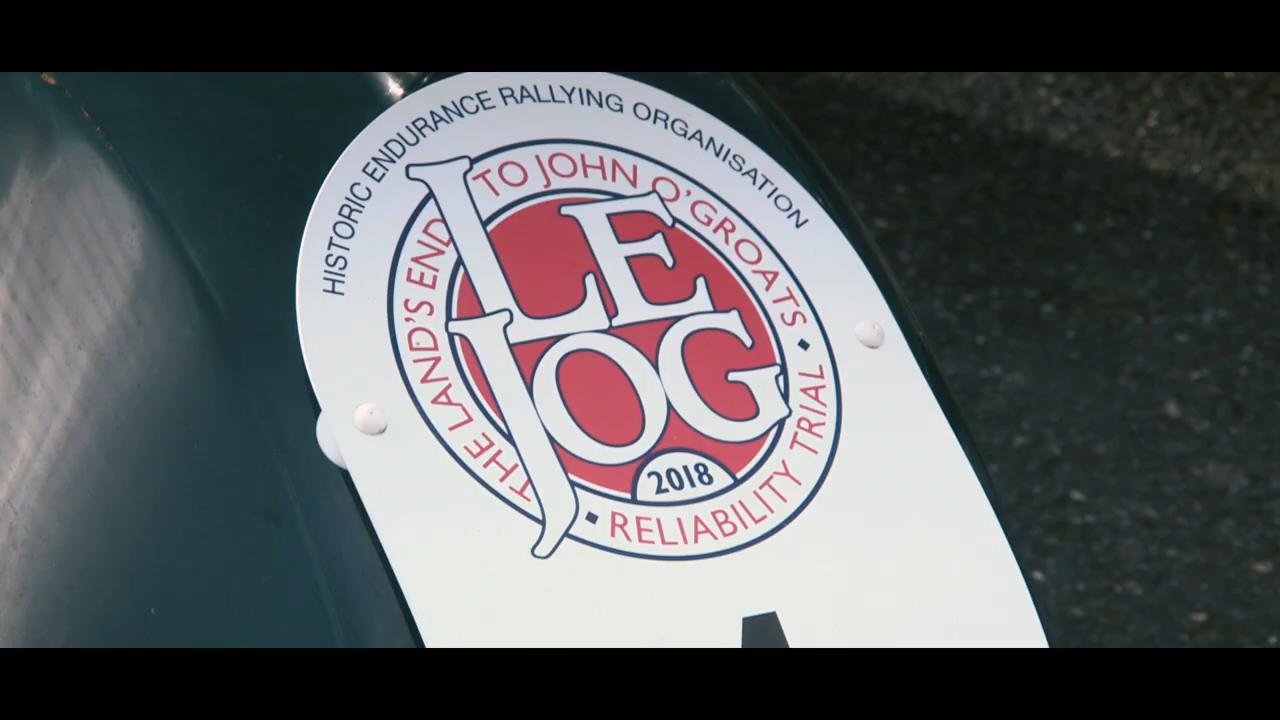 HISTORIC ENDURANCE RALLYING ORGANISATION
THE LAND'S END TO JOHN O'GROATS
LE
JOG
2018
RELIABILITY TRIAL